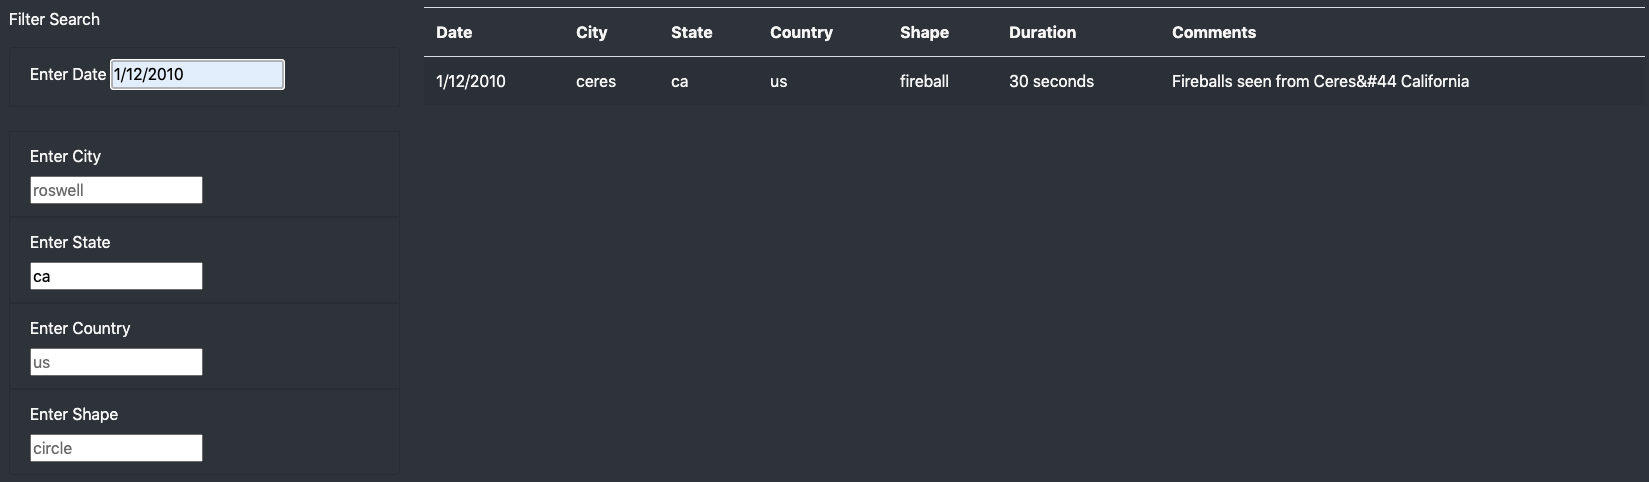 Filter Search
Enter Date 1/12/2010
Enter City
roswell
Enter State
ca
Enter Country
us
Enter Shape
circle
Date City State Country Shape Duration Comments
1/12/2010 ceres ca us fireball 30 seconds Fireballs seen from Ceres&#44 California